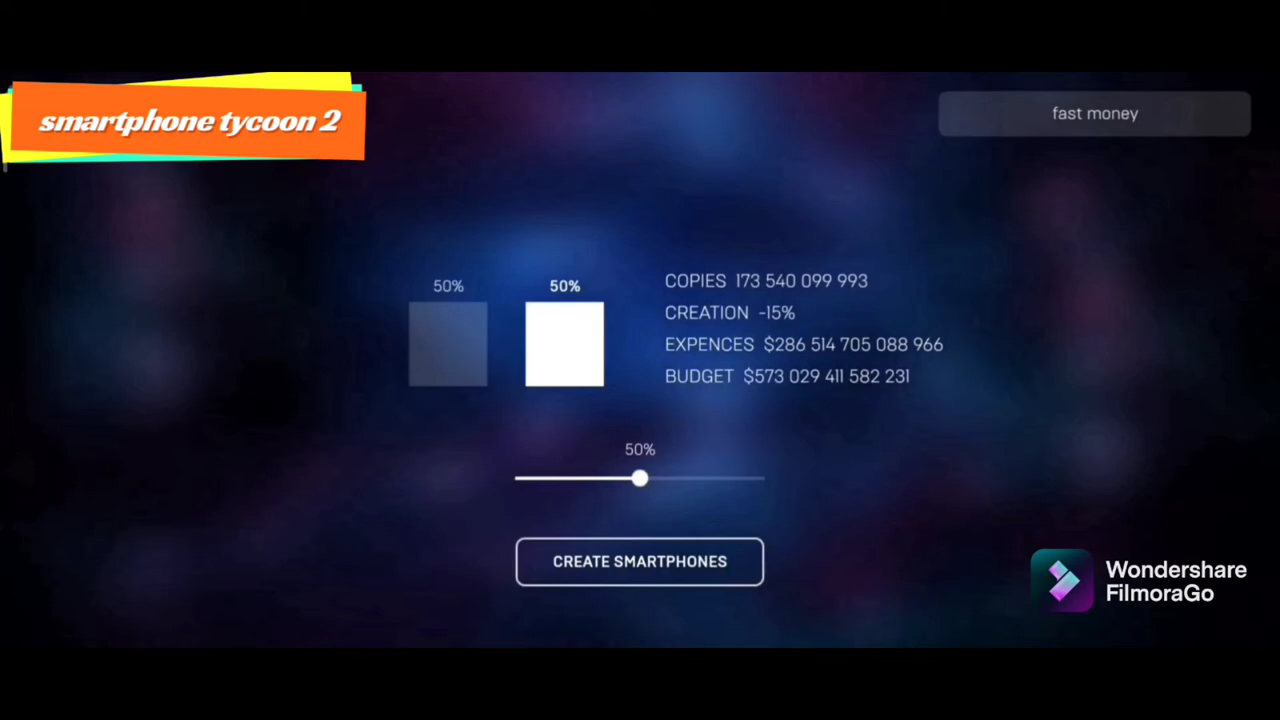 smartphone tycoon 2
fast money
50%
50%
COPIES 173 540 099 993
CREATION -15%
EXPENCES $286 514 705 088 966
BUDGET $573 029 411 582 231
50%
CREATE SMARTPHONES
Wondershare
FilmoraGo